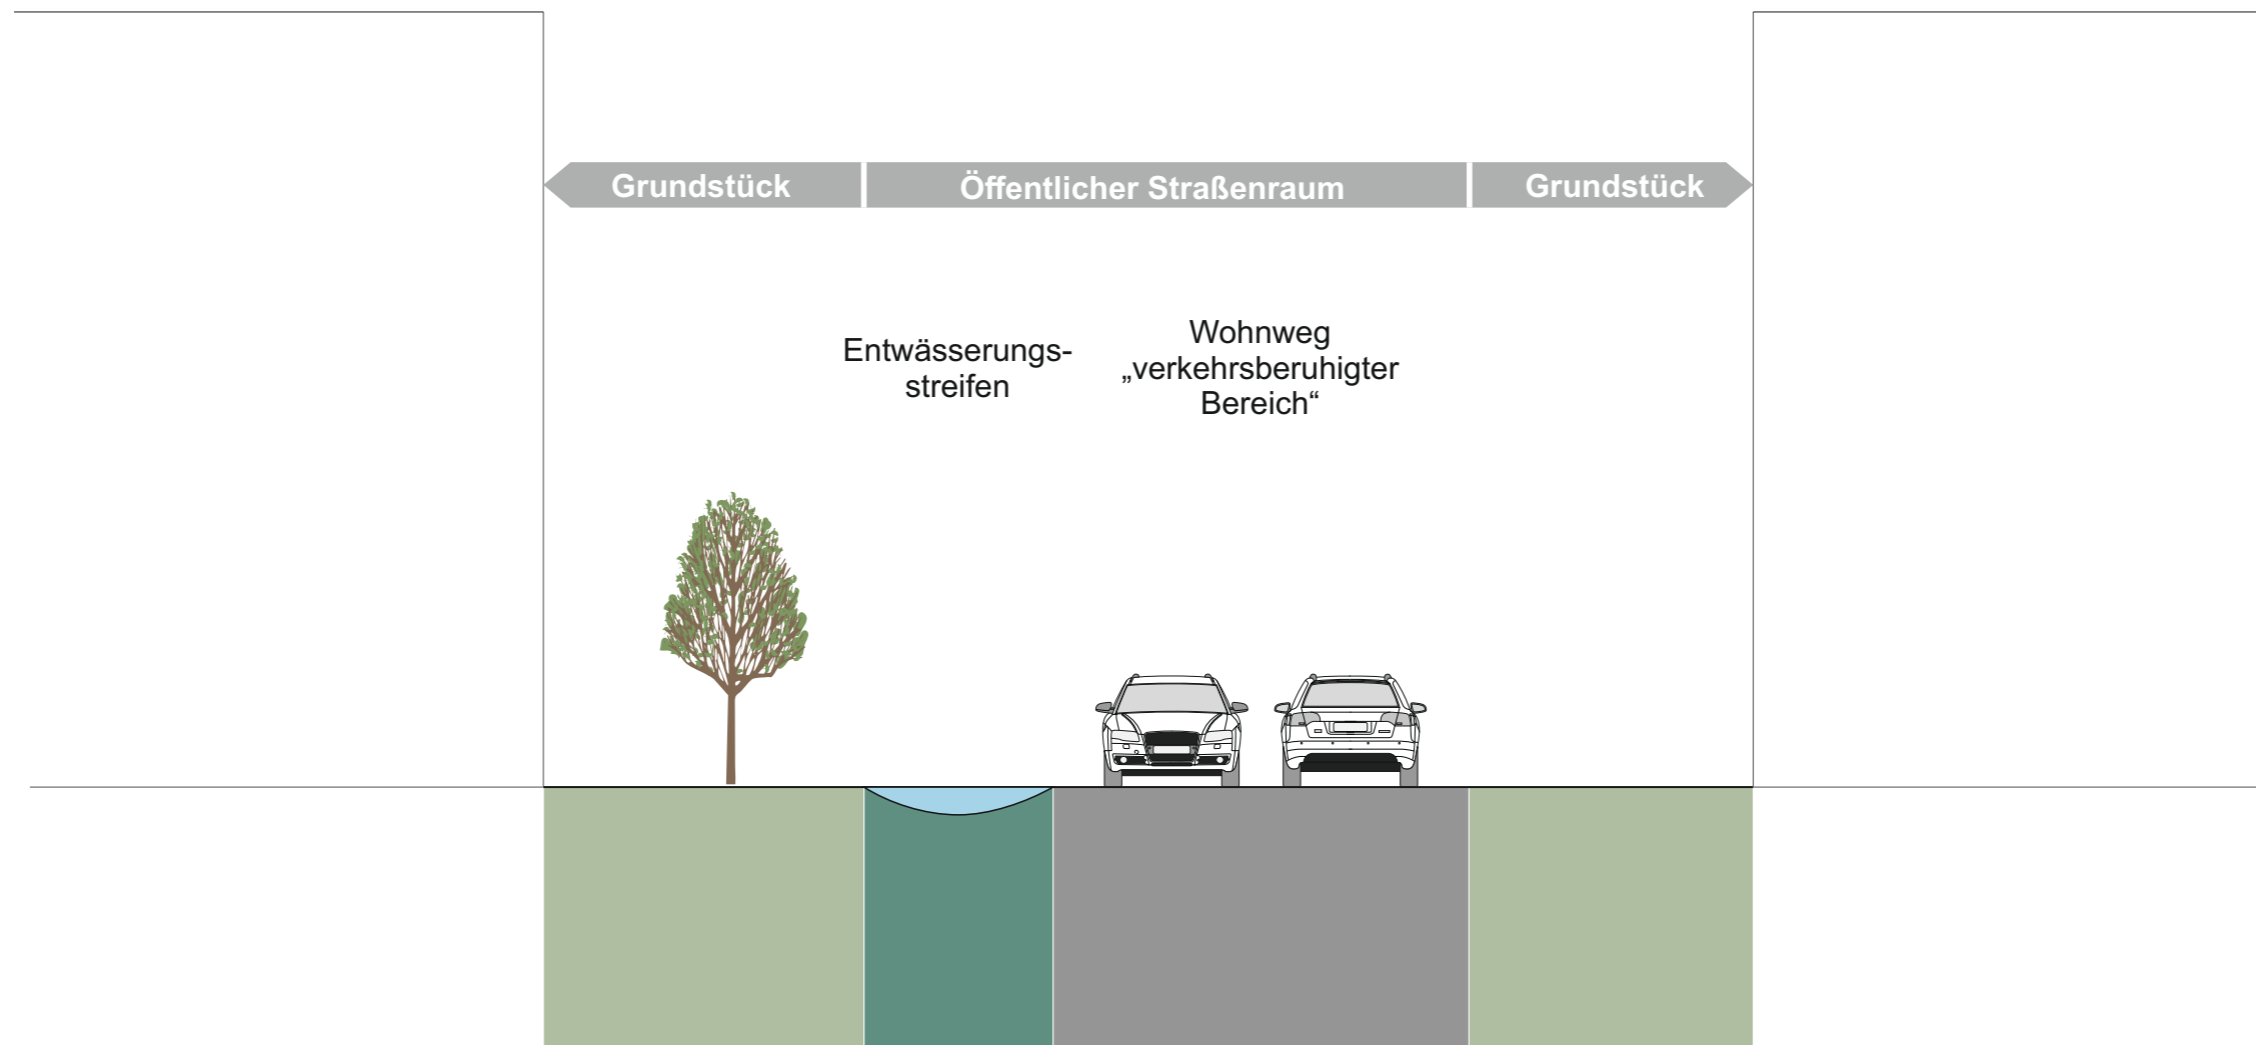 Grundstück
Öffentlicher Straßenraum
Grundstück
Entwässerungs-
streifen
Wohnweg
„verkehrsberuhigter
Bereich“